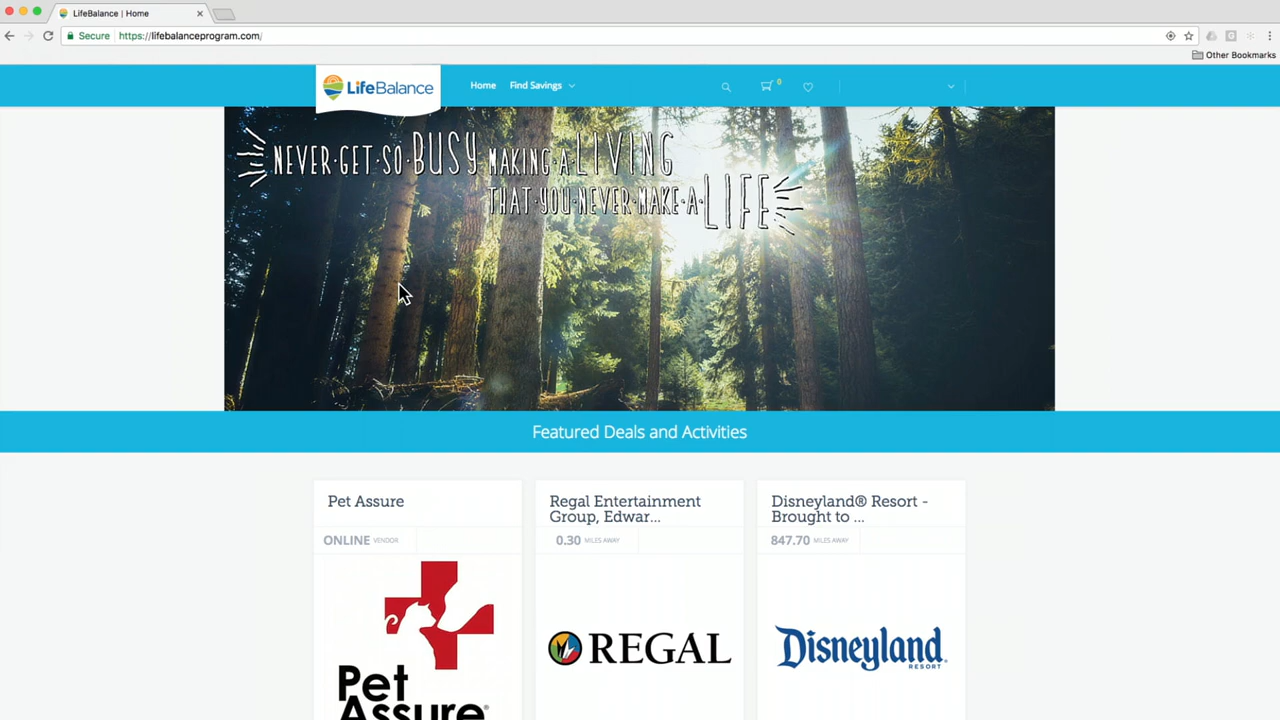 LifeBalance | Home
Secure
https://lifebalanceprogram.com/
Other Bookmarks
LifeBalance
Home
Find Savings
0
NEVER·GET·SO BUSY MAKING·A LIVING
THAT·YOU·NEVER·MAKE·A LIFE
Featured Deals and Activities
Pet Assure
ONLINE VENDOR
Pet
Assure®
Regal Entertainment
Group, Edwar...
0.30 MILES AWAY
REGAL
Disneyland® Resort -
Brought to ...
847.70 MILES AWAY
Disneyland
RESORT